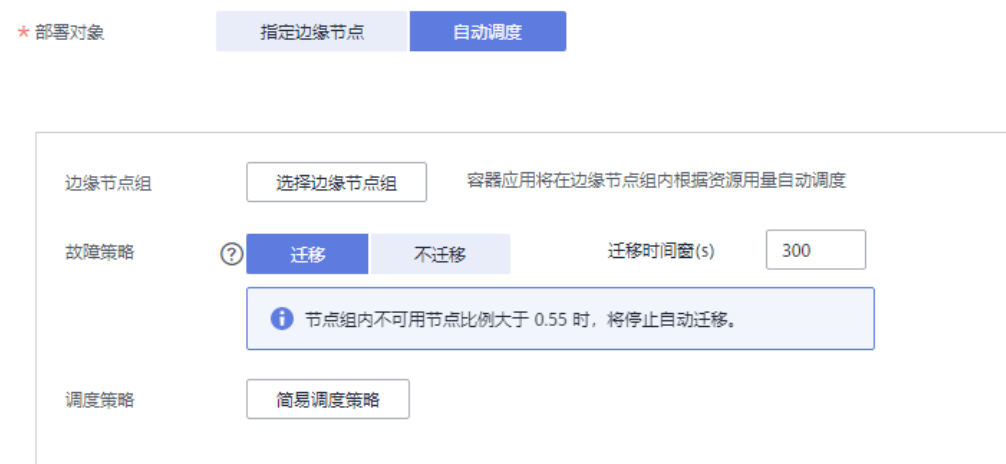 * 部署对象 指定边缘节点 自动调度
边缘节点组 选择边缘节点组 容器应用将在边缘节点组内根据资源用量自动调度
故障策略 ? 迁移 不迁移 迁移时间窗(s) 300
节点组内不可用节点比例大于 0.55 时，将停止自动迁移。
调度策略 简易调度策略